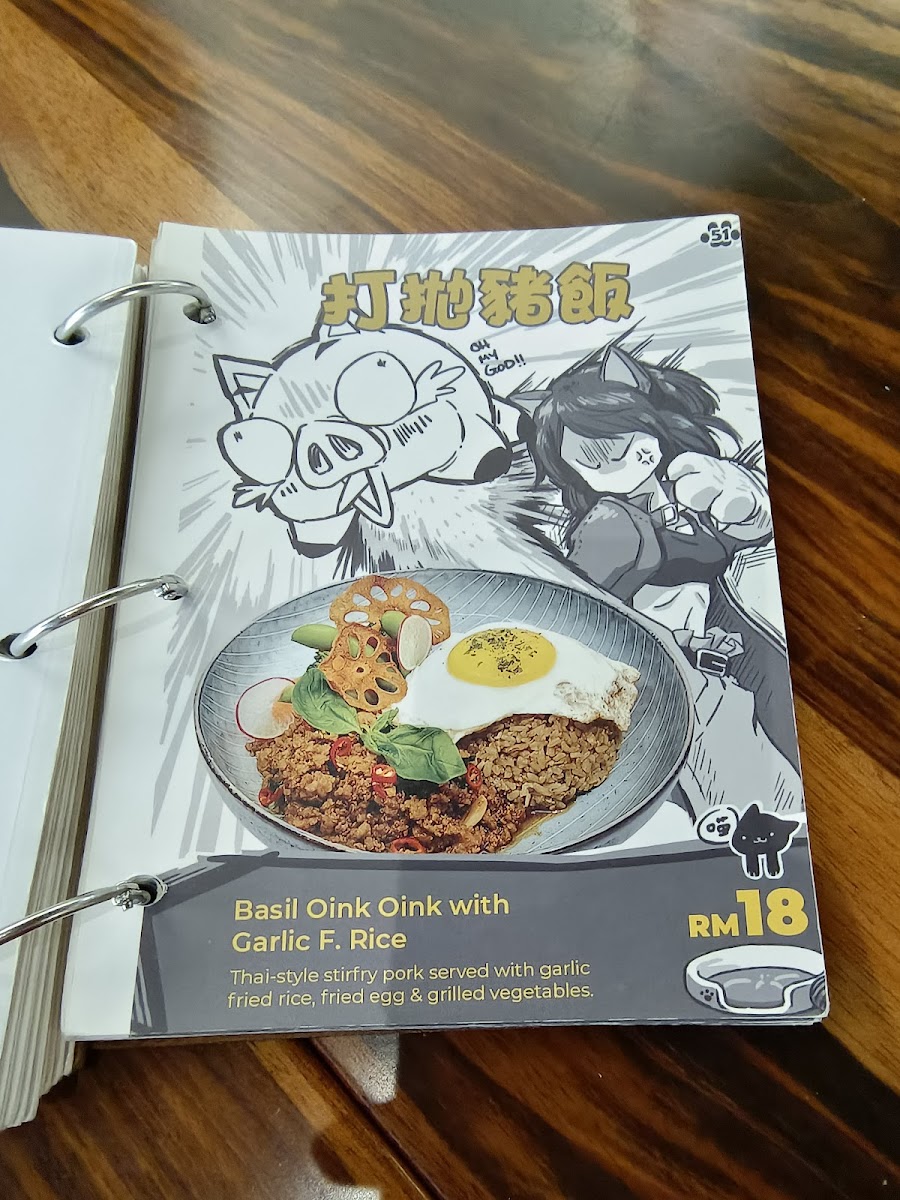 51
打拋豬飯
OH
MY
GOD!!
Basil Oink Oink with
Garlic F. Rice
RM18
Thai-style stirfry pork served with garlic
fried rice, fried egg & grilled vegetables.